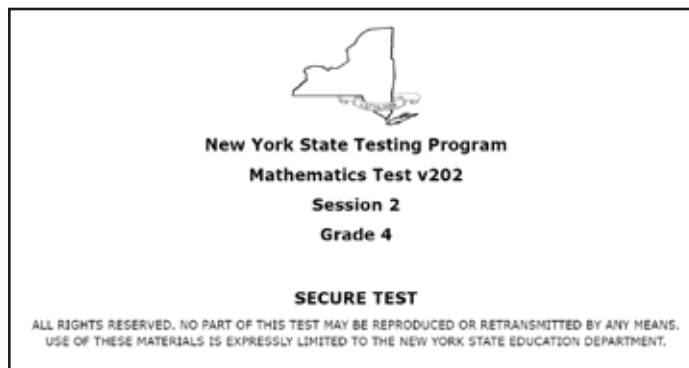 New York State Testing Program
Mathematics Test v202
Session 2
Grade 4
SECURE TEST
ALL RIGHTS RESERVED. NO PART OF THIS TEST MAY BE REPRODUCED OR RETRANSMITTED BY ANY MEANS.
USE OF THESE MATERIALS IS EXPRESSLY LIMITED TO THE NEW YORK STATE EDUCATION DEPARTMENT.